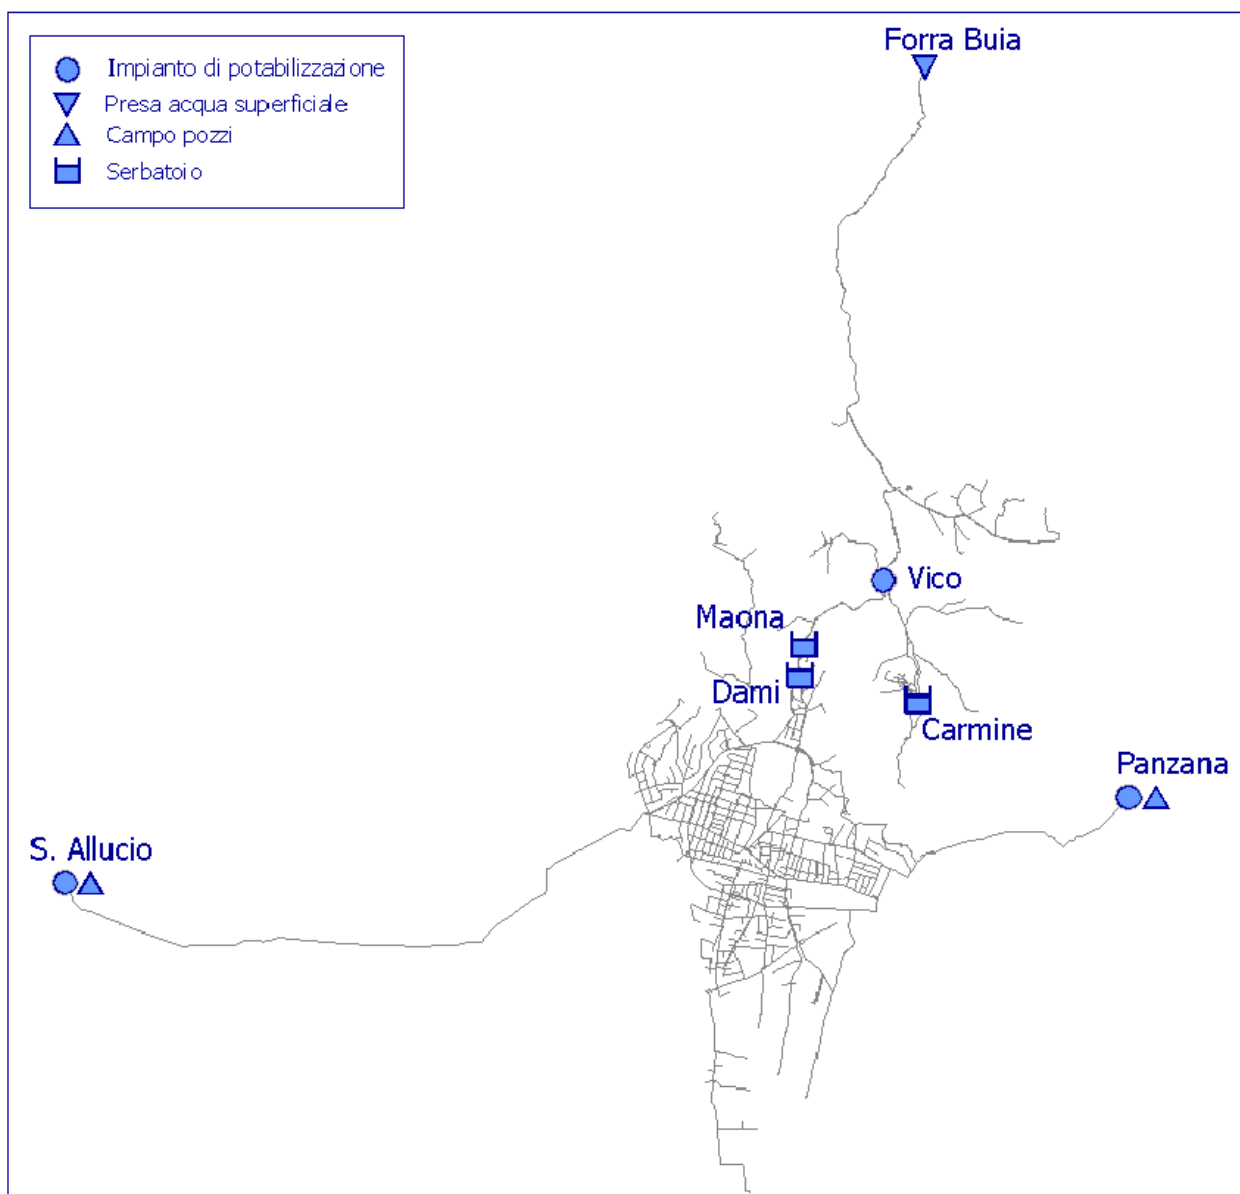 Forra Buia
Impianto di potabilizzazione
Presa acqua superficiale
Campo pozzi
Serbatoio
Vico
Maona
Dami
Carmine
Panzana
S. Allucio